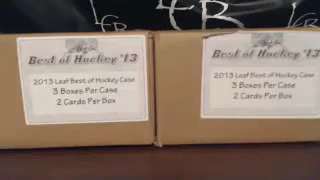 LCB
Best of Hockey '13
2013 Leaf Best of Hockey Case
3 Boxes Per Case
2 Cards Per Box
Best of Hockey '13
2013 Leaf Best of Hockey Case
3 Boxes Per Case
2 Cards Per Box